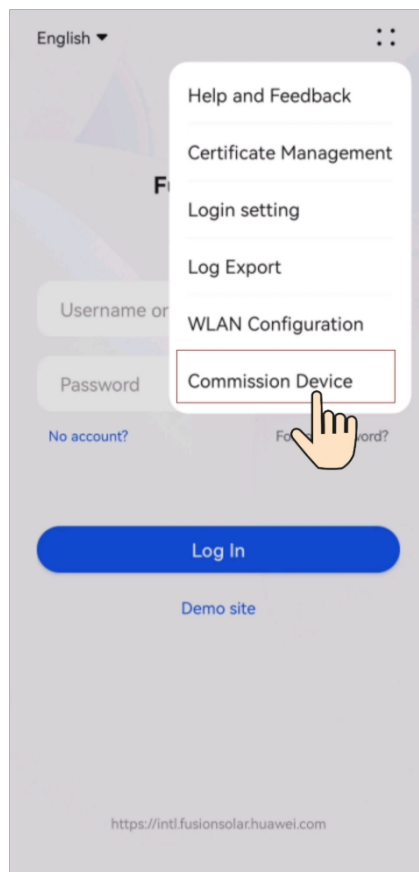 English
Help and Feedback
Certificate Management
Login setting
Log Export
Username or
WLAN Configuration
Password
Commission Device
No account?
vord?
Log In
Demo site
https://intl.fusionsolar.huawei.com